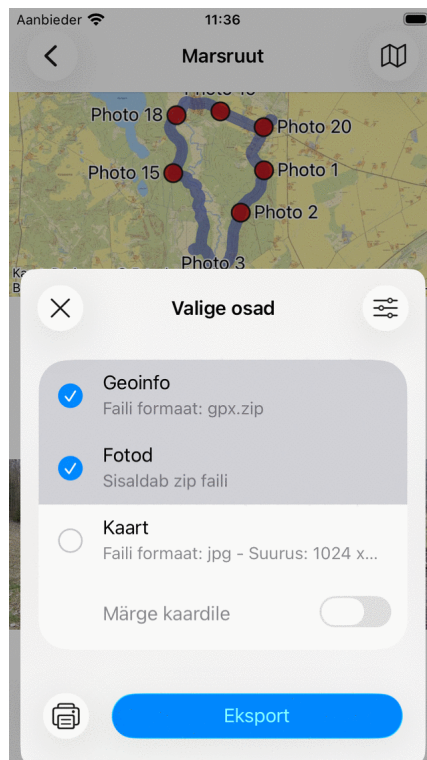 Aanbieder
11:36
Marsruut
Photo 18
Photo 20
Photo 15
Photo 1
Photo 2
Photo 3
Valige osad
Geoinfo
Faili formaat: gpx.zip
Fotod
Sisaldab zip faili
Kaart
Faili formaat: jpg - Suurus: 1024 x...
Märge kaardile
Eksport